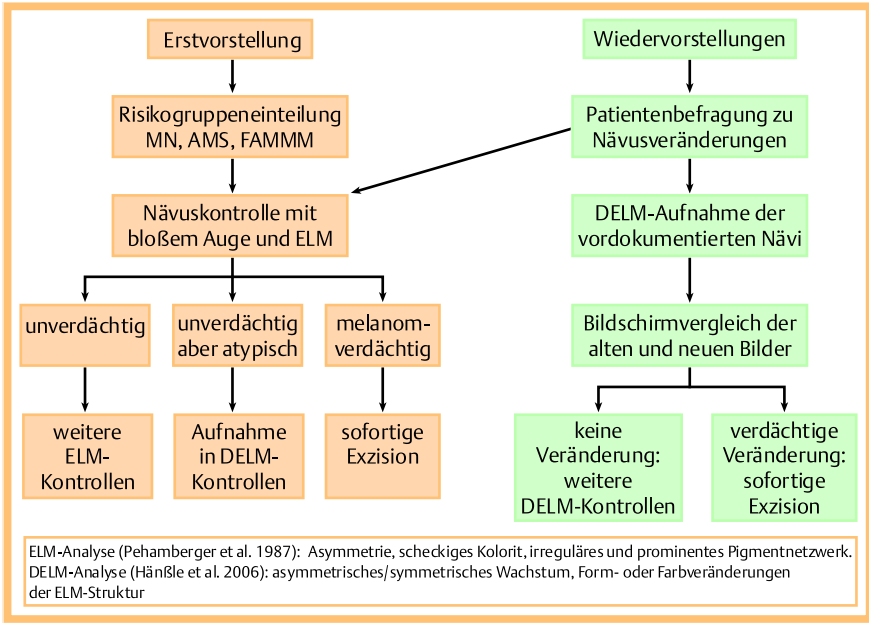 Erstvorstellung
Risikogruppeneinteilung
MN, AMS, FAMMM
Nävuskontrolle mit
bloßem Auge und ELM
unverdächtig
unverdächtig
aber atypisch
melanom-
verdächtig
weitere
ELM-
Kontrollen
Aufnahme
in DELM-
Kontrollen
sofortige
Exzision
Wiedervorstellungen
Patientenbefragung zu
Nävusveränderungen
DELM-Aufnahme der
vordokumentierten Nävi
Bildschirmvergleich der
alten und neuen Bilder
keine
Veränderung:
weitere
DELM-Kontrollen
verdächtige
Veränderung:
sofortige
Exzision
ELM-Analyse (Pehamberger et al. 1987): Asymmetrie, scheckiges Kolorit, irreguläres und prominentes Pigmentnetzwerk.
DELM-Analyse (Hänßle et al. 2006): asymmetrisches/symmetrisches Wachstum, Form- oder Farbveränderungen
der ELM-Struktur